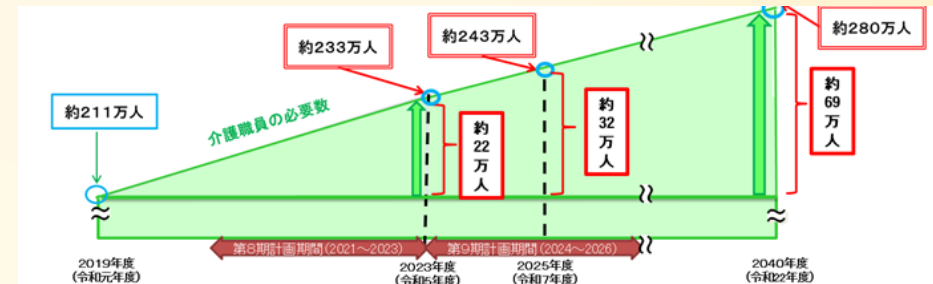 約233万人
約243万人
約280万人
約211万人
介護職員の必要数
約
22
万
人
約
32
万
人
約
69
万
人
第8期計画期間(2021～2023)
第9期計画期間(2024～2026)
2019年度
(令和元年度)
2023年度
(令和5年度)
2025年度
(令和7年度)
2040年度
(令和22年度)